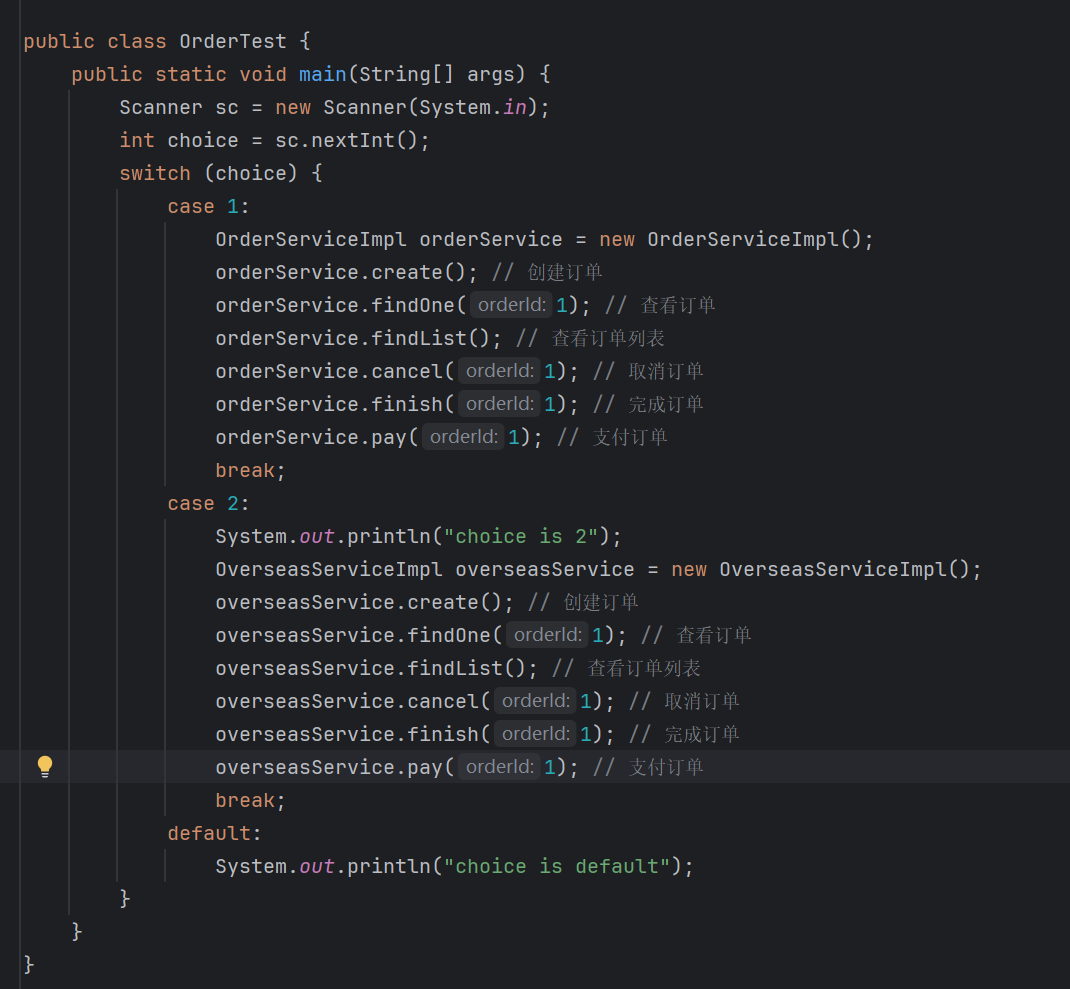 public class OrderTest {
public static void main(String[] args) {
Scanner sc = new Scanner(System.in);
int choice = sc.nextInt();
switch (choice) {
case 1:
OrderServiceImpl orderService = new OrderServiceImpl();
orderService.create(); // 创建订单
orderService.findOne( orderId: 1); // 查看订单
orderService.findList(); // 查看订单列表
orderService.cancel( orderId: 1); // 取消订单
orderService.finish( orderId: 1); // 完成订单
orderService.pay( orderId: 1); // 支付订单
break;
case 2:
System.out.println("choice is 2");
OverseasServiceImpl overseasService = new OverseasServiceImpl();
overseasService.create(); // 创建订单
overseasService.findOne( orderId: 1); // 查看订单
overseasService.findList(); // 查看订单列表
overseasService.cancel( orderId: 1); // 取消订单
overseasService.finish( orderId: 1); // 完成订单
overseasService.pay( orderId: 1); // 支付订单
break;
default:
System.out.println("choice is default");
}
}
}